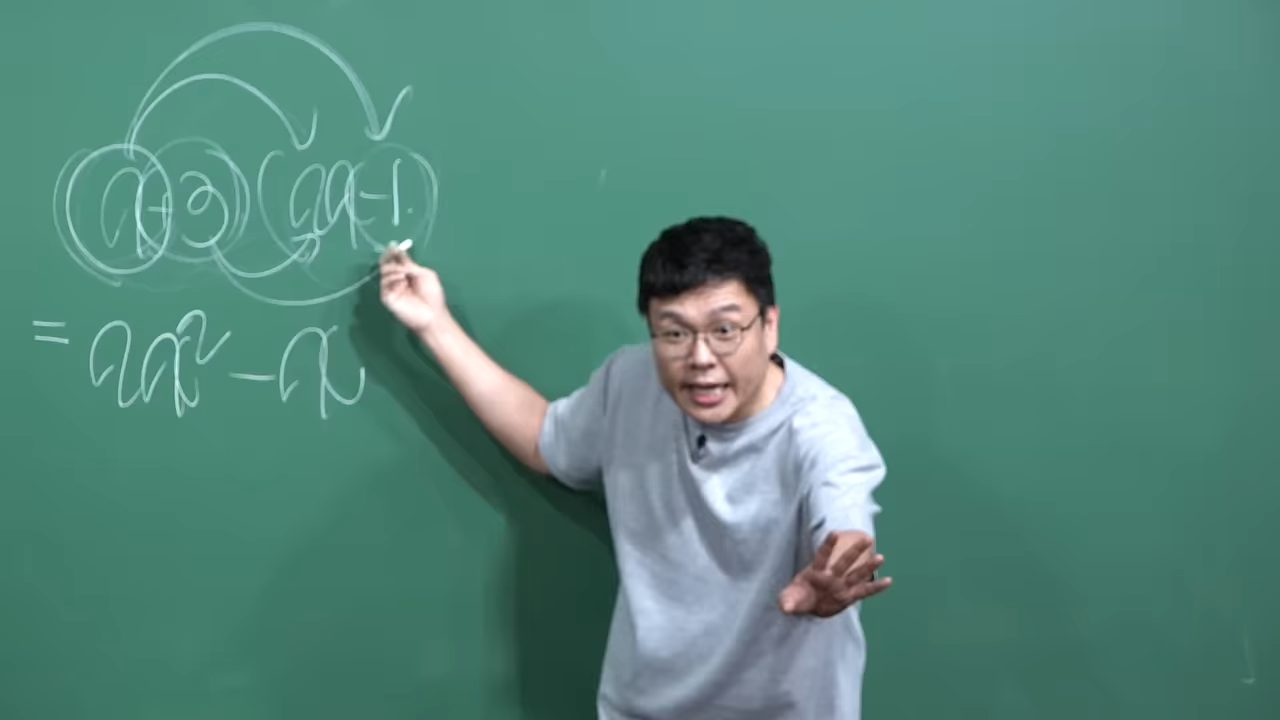 (x+3)(2x-1)
= 2x² - x